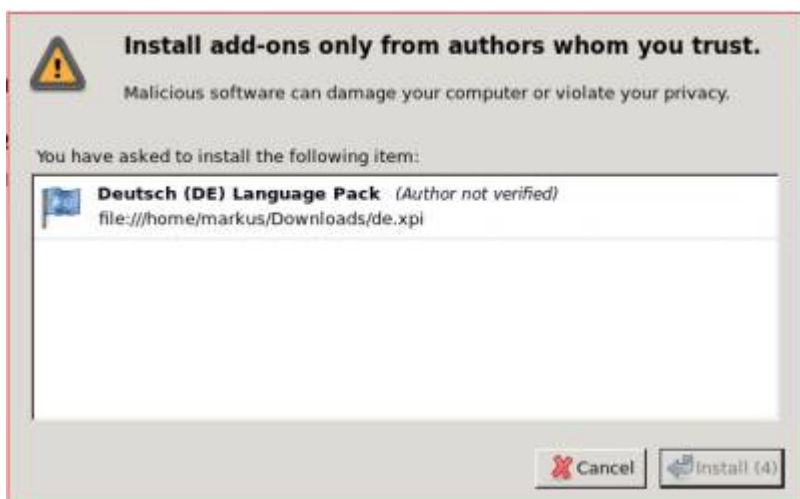 Install add-ons only from authors whom you trust.
Malicious software can damage your computer or violate your privacy.
You have asked to install the following item:
Deutsch (DE) Language Pack (Author not verified)
file:///home/markus/Downloads/de.xpi
Cancel Install (4)